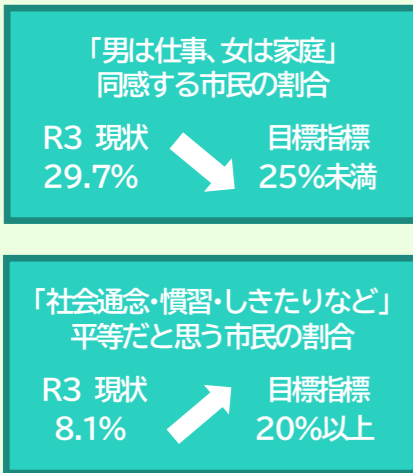 「男は仕事、女は家庭」
同感する市民の割合
R3 現状 目標指標
29.7% 25%未満
「社会通念・慣習・しきたりなど」
平等だと思う市民の割合
R3 現状 目標指標
8.1% 20%以上